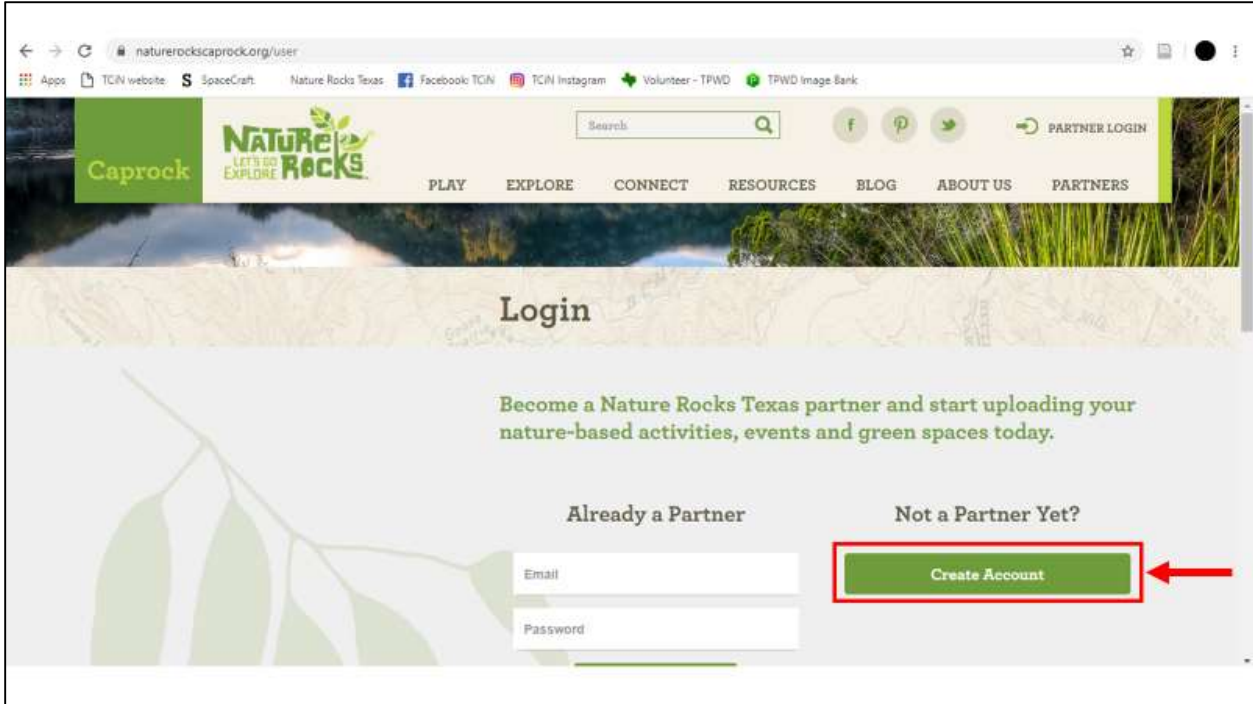 naturerockscaprock.org/user
Apps TCiN website S SpaceCraft Nature Rocks Texas Facebook: TCiN TCiN Instagram Volunteer - TPWD TPWD Image Bank
Search
PARTNER LOGIN
Caprock
NATURE
LET'S GO EXPLORE ROCKS
PLAY EXPLORE CONNECT RESOURCES BLOG ABOUT US PARTNERS
Login
Become a Nature Rocks Texas partner and start uploading your
nature-based activities, events and green spaces today.
Already a Partner
Not a Partner Yet?
Email
Create Account
Password